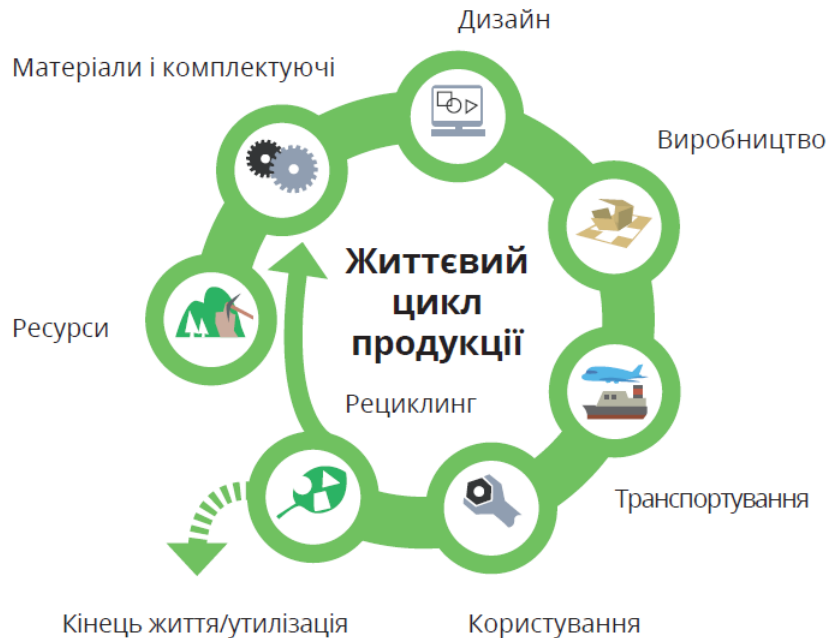 Дизайн
Матеріали і комплектуючі
Виробництво
Життєвий
цикл
продукції
Ресурси
Рециклинг
Транспортування
Кінець життя/утилізація
Користування